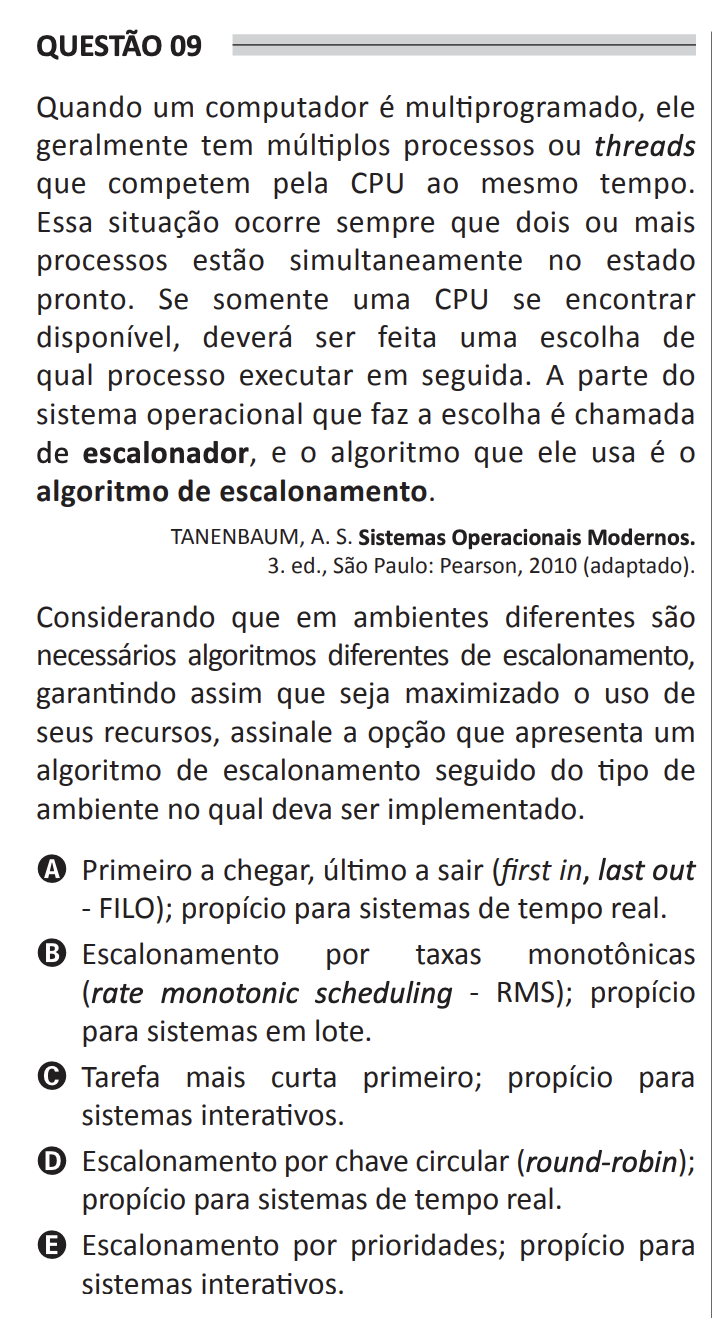 QUESTÃO 09
Quando um computador é multiprogramado, ele
geralmente tem múltiplos processos ou threads
que competem pela CPU ao mesmo tempo.
Essa situação ocorre sempre que dois ou mais
processos estão simultaneamente no estado
pronto. Se somente uma CPU se encontrar
disponível, deverá ser feita uma escolha de
qual processo executar em seguida. A parte do
sistema operacional que faz a escolha é chamada
de escalonador, e o algoritmo que ele usa é o
algoritmo de escalonamento.
TANENBAUM, A. S. Sistemas Operacionais Modernos.
3. ed., São Paulo: Pearson, 2010 (adaptado).
Considerando que em ambientes diferentes são
necessários algoritmos diferentes de escalonamento,
garantindo assim que seja maximizado o uso de
seus recursos, assinale a opção que apresenta um
algoritmo de escalonamento seguido do tipo de
ambiente no qual deva ser implementado.
A Primeiro a chegar, último a sair (first in, last out
- FILO); propício para sistemas de tempo real.
B Escalonamento por taxas monotônicas
(rate monotonic scheduling - RMS); propício
para sistemas em lote.
C Tarefa mais curta primeiro; propício para
sistemas interativos.
D Escalonamento por chave circular (round-robin);
propício para sistemas de tempo real.
E Escalonamento por prioridades; propício para
sistemas interativos.